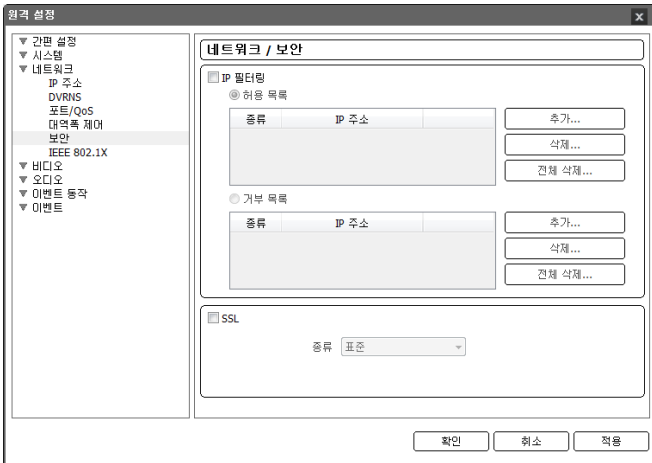 원격 설정
x
간편 설정
시스템
네트워크
IP 주소
DVRNS
포트/QoS
대역폭 제어
보안
IEEE 802.1X
비디오
오디오
이벤트 동작
이벤트
네트워크 / 보안
IP 필터링
허용 목록
종류 IP 주소
추가...
삭제...
전체 삭제...
거부 목록
종류 IP 주소
추가...
삭제...
전체 삭제...
SSL
종류 표준
확인 취소 적용